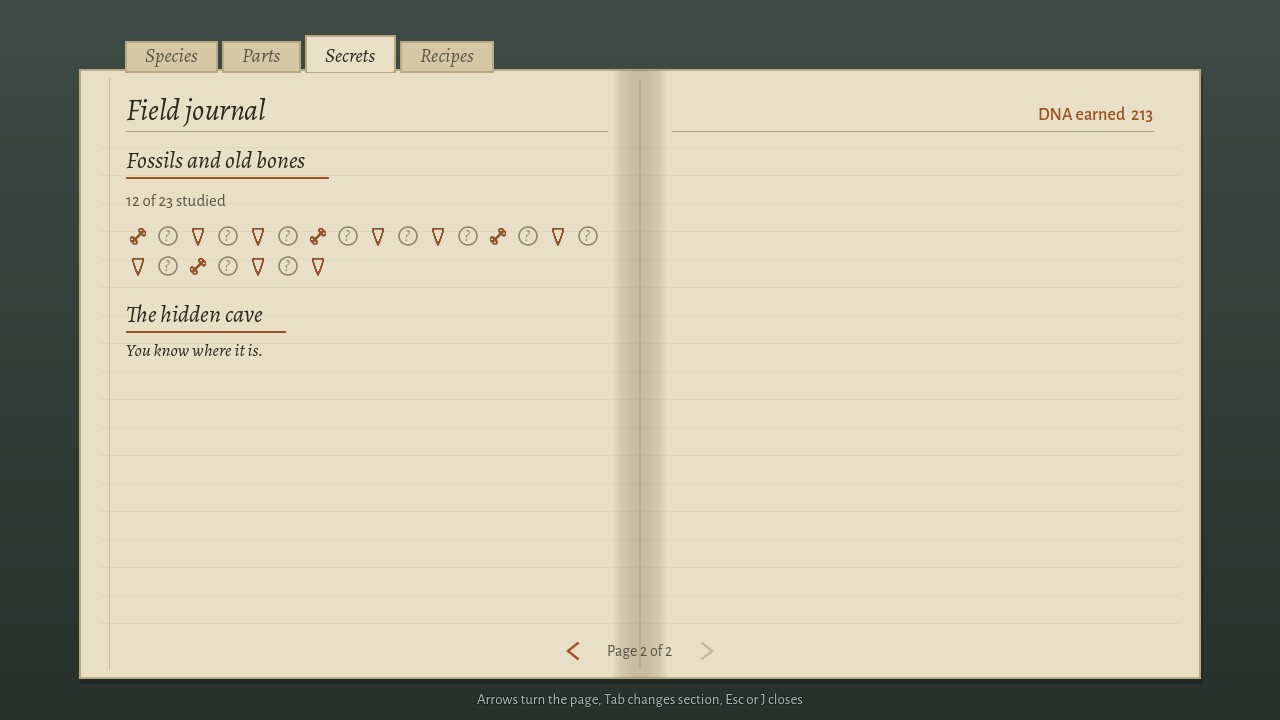 Species
Parts
Secrets
Recipes
Field journal
DNA earned 213
Fossils and old bones
12 of 23 studied
? ? ? ? ? ? ? ?
? ? ?
The hidden cave
You know where it is.
Page 2 of 2
Arrows turn the page, Tab changes section, Esc or J closes